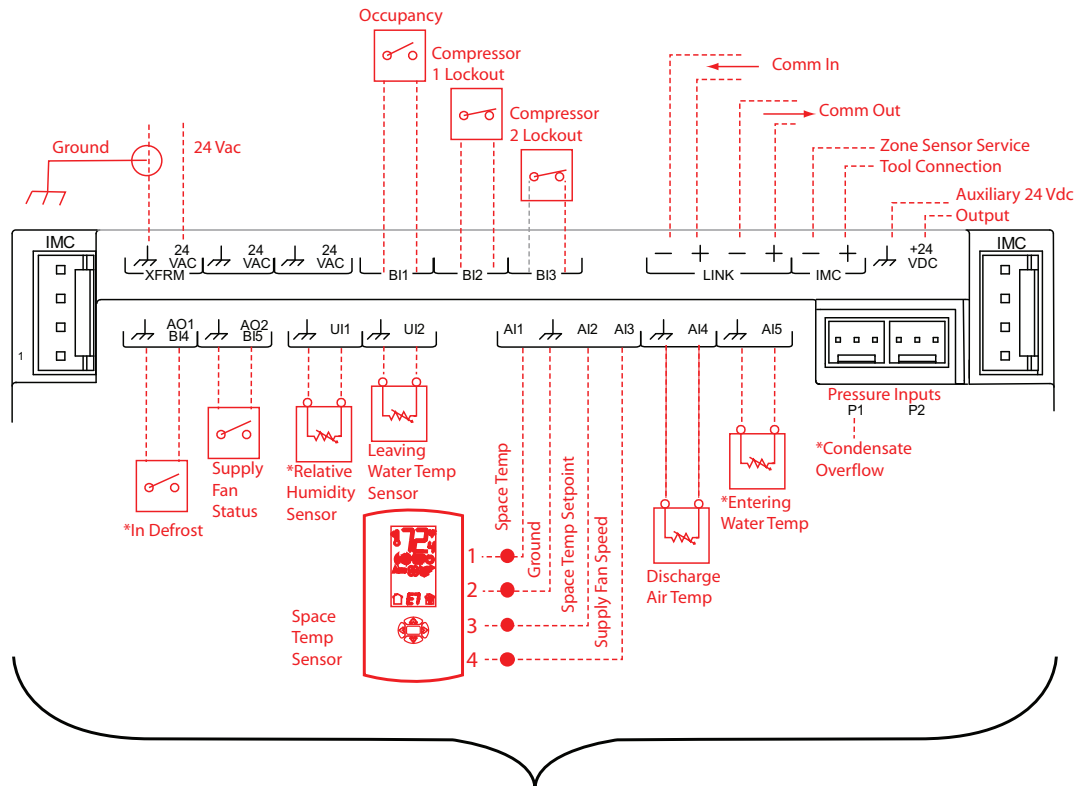 Occupancy
Compressor
1 Lockout
Compressor
2 Lockout
Comm In
Comm Out
Ground
24 Vac
Zone Sensor Service
Tool Connection
Auxiliary 24 Vdc
Output
IMC
24
VAC
XFRM
24
VAC
24
VAC
BI1
BI2
BI3
LINK
IMC
+24
VDC
IMC
1
AO1
BI4
AO2
BI5
UI1
UI2
AI1
AI2
AI3
AI4
AI5
Pressure Inputs
P1
P2
*Condensate
Overflow
*In Defrost
Supply
Fan
Status
*Relative
Humidity
Sensor
Leaving
Water Temp
Sensor
Space Temp
Ground
Space Temp Setpoint
Supply Fan Speed
Discharge
Air Temp
*Entering
Water Temp
72
E7
Space
Temp
Sensor
1
2
3
4